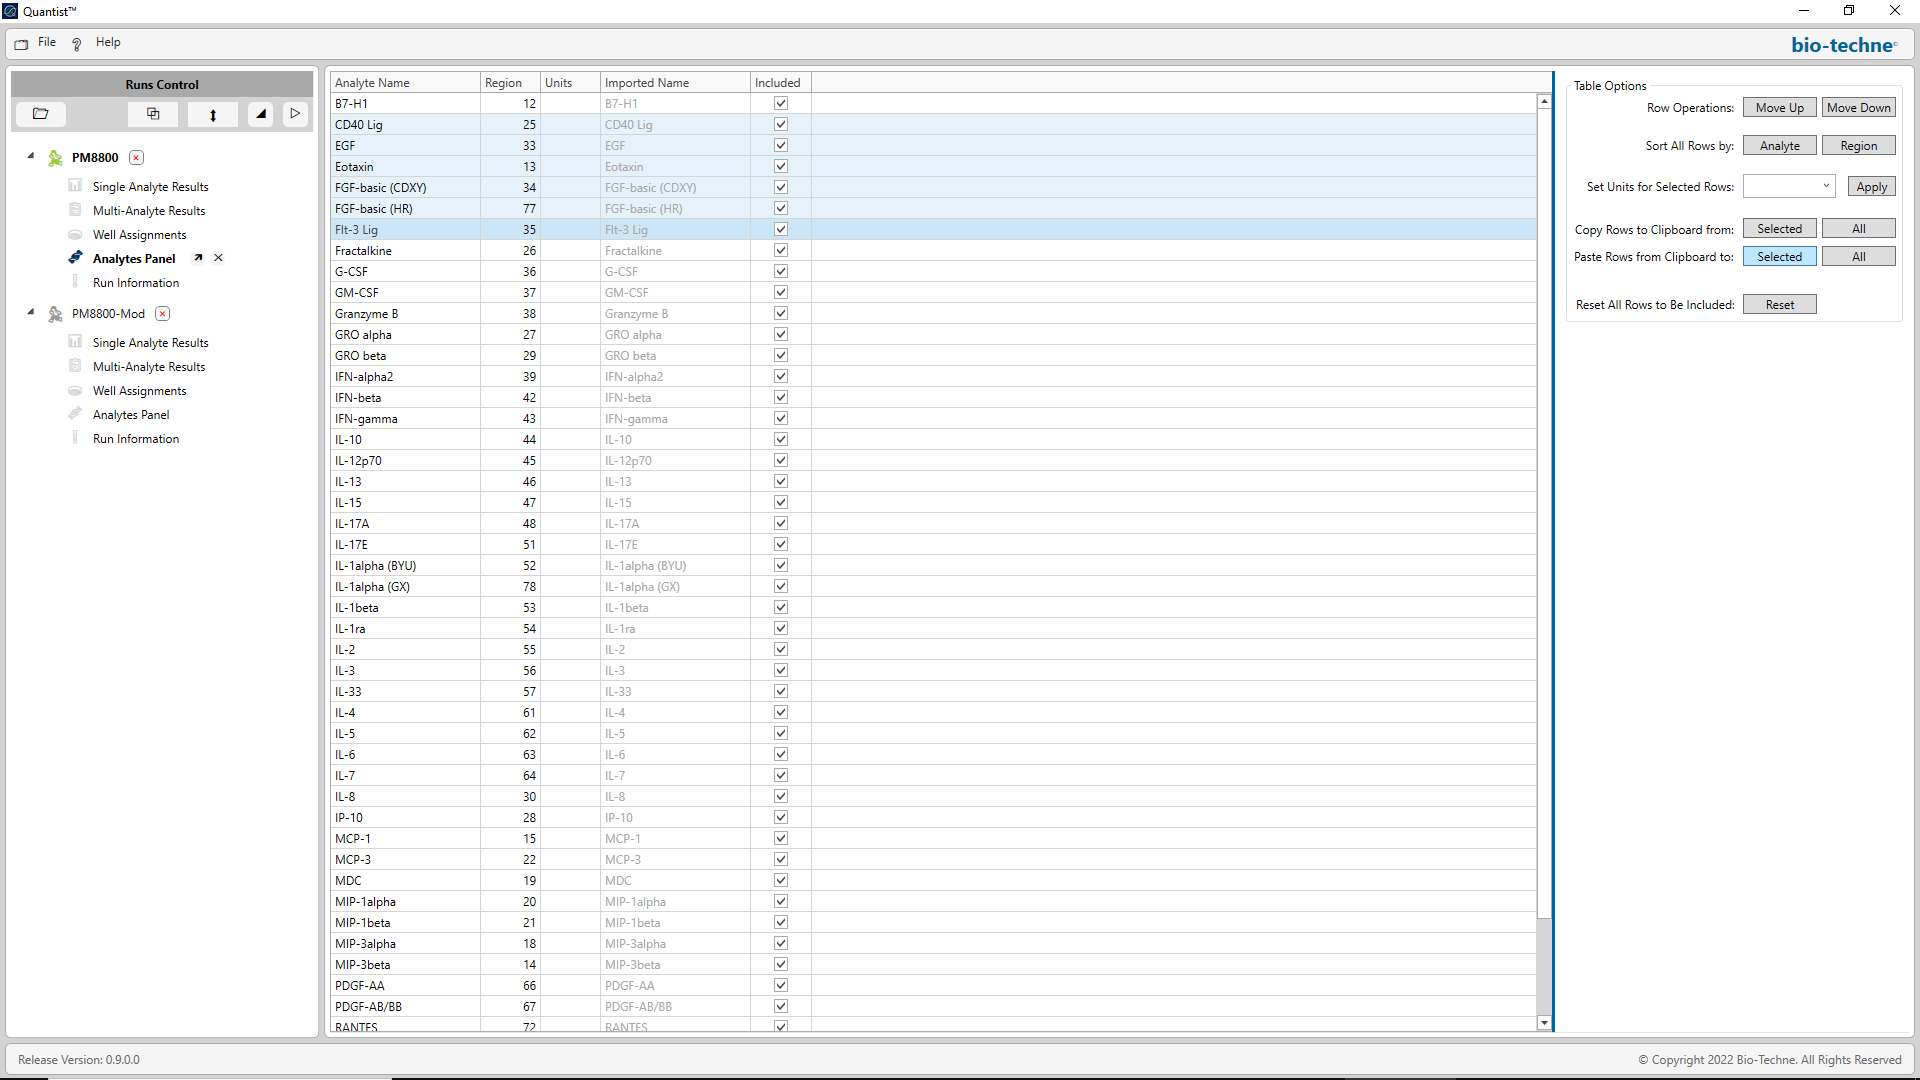 Quantist™
File Help bio-techne®
Runs Control
PM8800
Single Analyte Results
Multi-Analyte Results
Well Assignments
Analytes Panel
Run Information
PM8800-Mod
Single Analyte Results
Multi-Analyte Results
Well Assignments
Analytes Panel
Run Information
Analyte Name Region Units Imported Name Included
B7-H1 12 B7-H1
CD40 Lig 25 CD40 Lig
EGF 33 EGF
Eotaxin 13 Eotaxin
FGF-basic (CDXY) 34 FGF-basic (CDXY)
FGF-basic (HR) 77 FGF-basic (HR)
Flt-3 Lig 35 Flt-3 Lig
Fractalkine 26 Fractalkine
G-CSF 36 G-CSF
GM-CSF 37 GM-CSF
Granzyme B 38 Granzyme B
GRO alpha 27 GRO alpha
GRO beta 29 GRO beta
IFN-alpha2 39 IFN-alpha2
IFN-beta 42 IFN-beta
IFN-gamma 43 IFN-gamma
IL-10 44 IL-10
IL-12p70 45 IL-12p70
IL-13 46 IL-13
IL-15 47 IL-15
IL-17A 48 IL-17A
IL-17E 51 IL-17E
IL-1alpha (BYU) 52 IL-1alpha (BYU)
IL-1alpha (GX) 78 IL-1alpha (GX)
IL-1beta 53 IL-1beta
IL-1ra 54 IL-1ra
IL-2 55 IL-2
IL-3 56 IL-3
IL-33 57 IL-33
IL-4 61 IL-4
IL-5 62 IL-5
IL-6 63 IL-6
IL-7 64 IL-7
IL-8 30 IL-8
IP-10 28 IP-10
MCP-1 15 MCP-1
MCP-3 22 MCP-3
MDC 19 MDC
MIP-1alpha 20 MIP-1alpha
MIP-1beta 21 MIP-1beta
MIP-3alpha 18 MIP-3alpha
MIP-3beta 14 MIP-3beta
PDGF-AA 66 PDGF-AA
PDGF-AB/BB 67 PDGF-AB/BB
RANTES 72 RANTES
Table Options
Row Operations: Move Up Move Down
Sort All Rows by: Analyte Region
Set Units for Selected Rows: Apply
Copy Rows to Clipboard from: Selected All
Paste Rows from Clipboard to: Selected All
Reset All Rows to Be Included: Reset
Release Version: 0.9.0.0 © Copyright 2022 Bio-Techne. All Rights Reserved